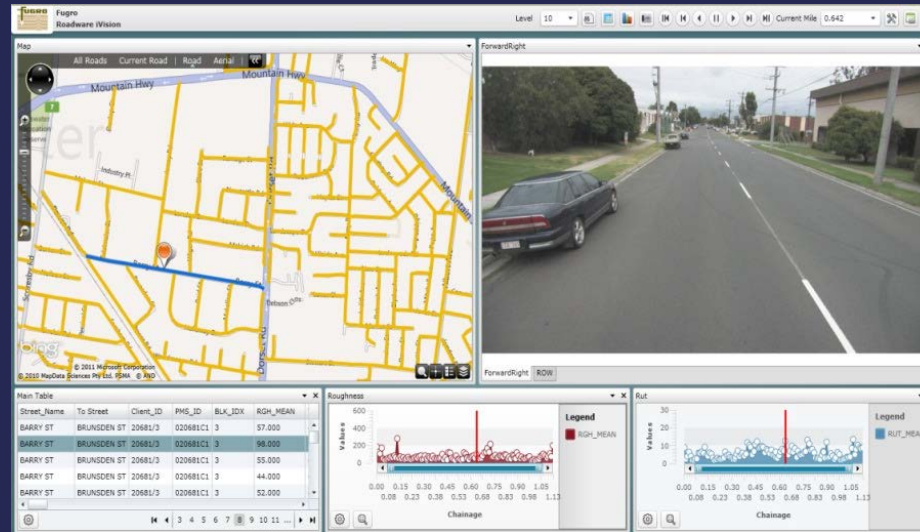 FUGRO
Fugro
Roadware iVision
Level 10
Current Mile 0.642
Map
All Roads Current Road | Road Aerial |
Mountain Hwy
Mountain Hwy
Mountain
Industry Pl
Scoresby Rd
Dorset Rd
Dorset Rd
bing
© 2011 Microsoft Corporation
© 2010 MapData Sciences Pty Ltd, PSMA © AND
ForwardRight
ForwardRight ROW
Main Table
Street_Name To Street Client_ID PMS_ID BLK_IDX RGH_MEAN
BARRY ST BRUNSDEN ST 20681/3 020681C1 3 57.000
BARRY ST BRUNSDEN ST 20681/3 020681C1 3 98.000
BARRY ST BRUNSDEN ST 20681/3 020681C1 3 55.000
BARRY ST BRUNSDEN ST 20681/3 020681C1 3 44.000
BARRY ST BRUNSDEN ST 20681/3 020681C1 3 52.000
3 4 5 6 7 8 9 10 11 ...
Roughness
Values
600
400
200
0
0.00 0.15 0.30 0.45 0.60 0.75 0.90 1.05
0.08 0.23 0.38 0.53 0.68 0.83 0.98 1.13
Chainage
Legend
RGH_MEAN
Rut
Values
30
20
10
0
0.00 0.15 0.30 0.45 0.60 0.75 0.90 1.05
0.08 0.23 0.38 0.53 0.68 0.83 0.98 1.13
Chainage
Legend
RUT_MEA